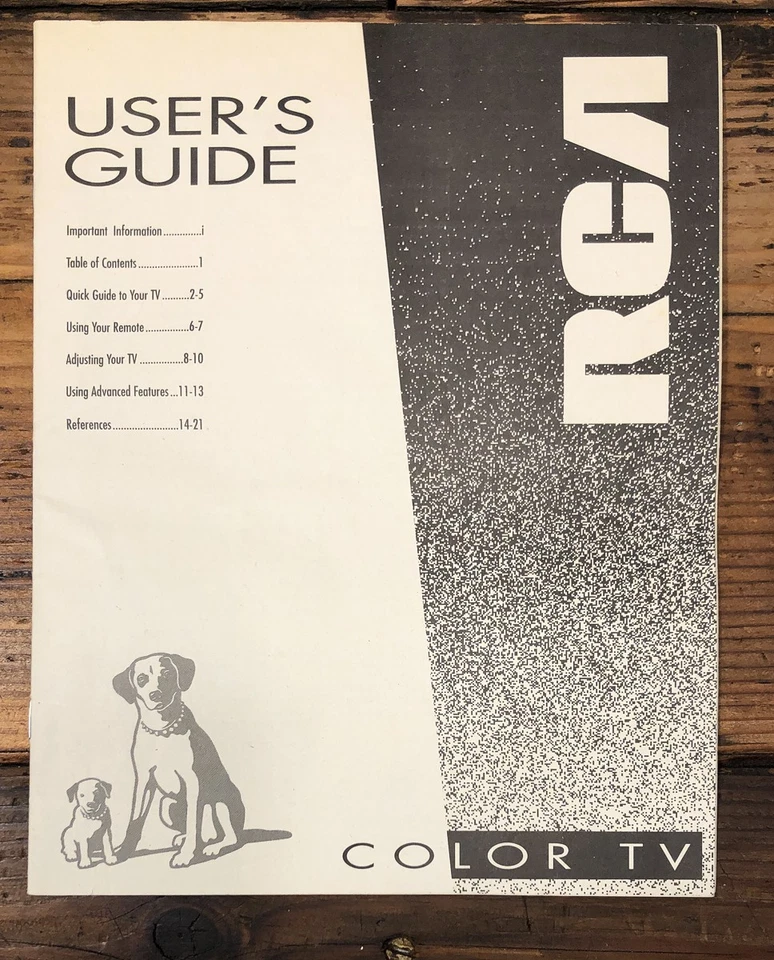 USER'S
GUIDE
Important Information..............i
Table of Contents......................1
Quick Guide to Your TV..........2-5
Using Your Remote................6-7
Adjusting Your TV ................8-10
Using Advanced Features...11-13
References........................14-21
RCA
COLOR TV